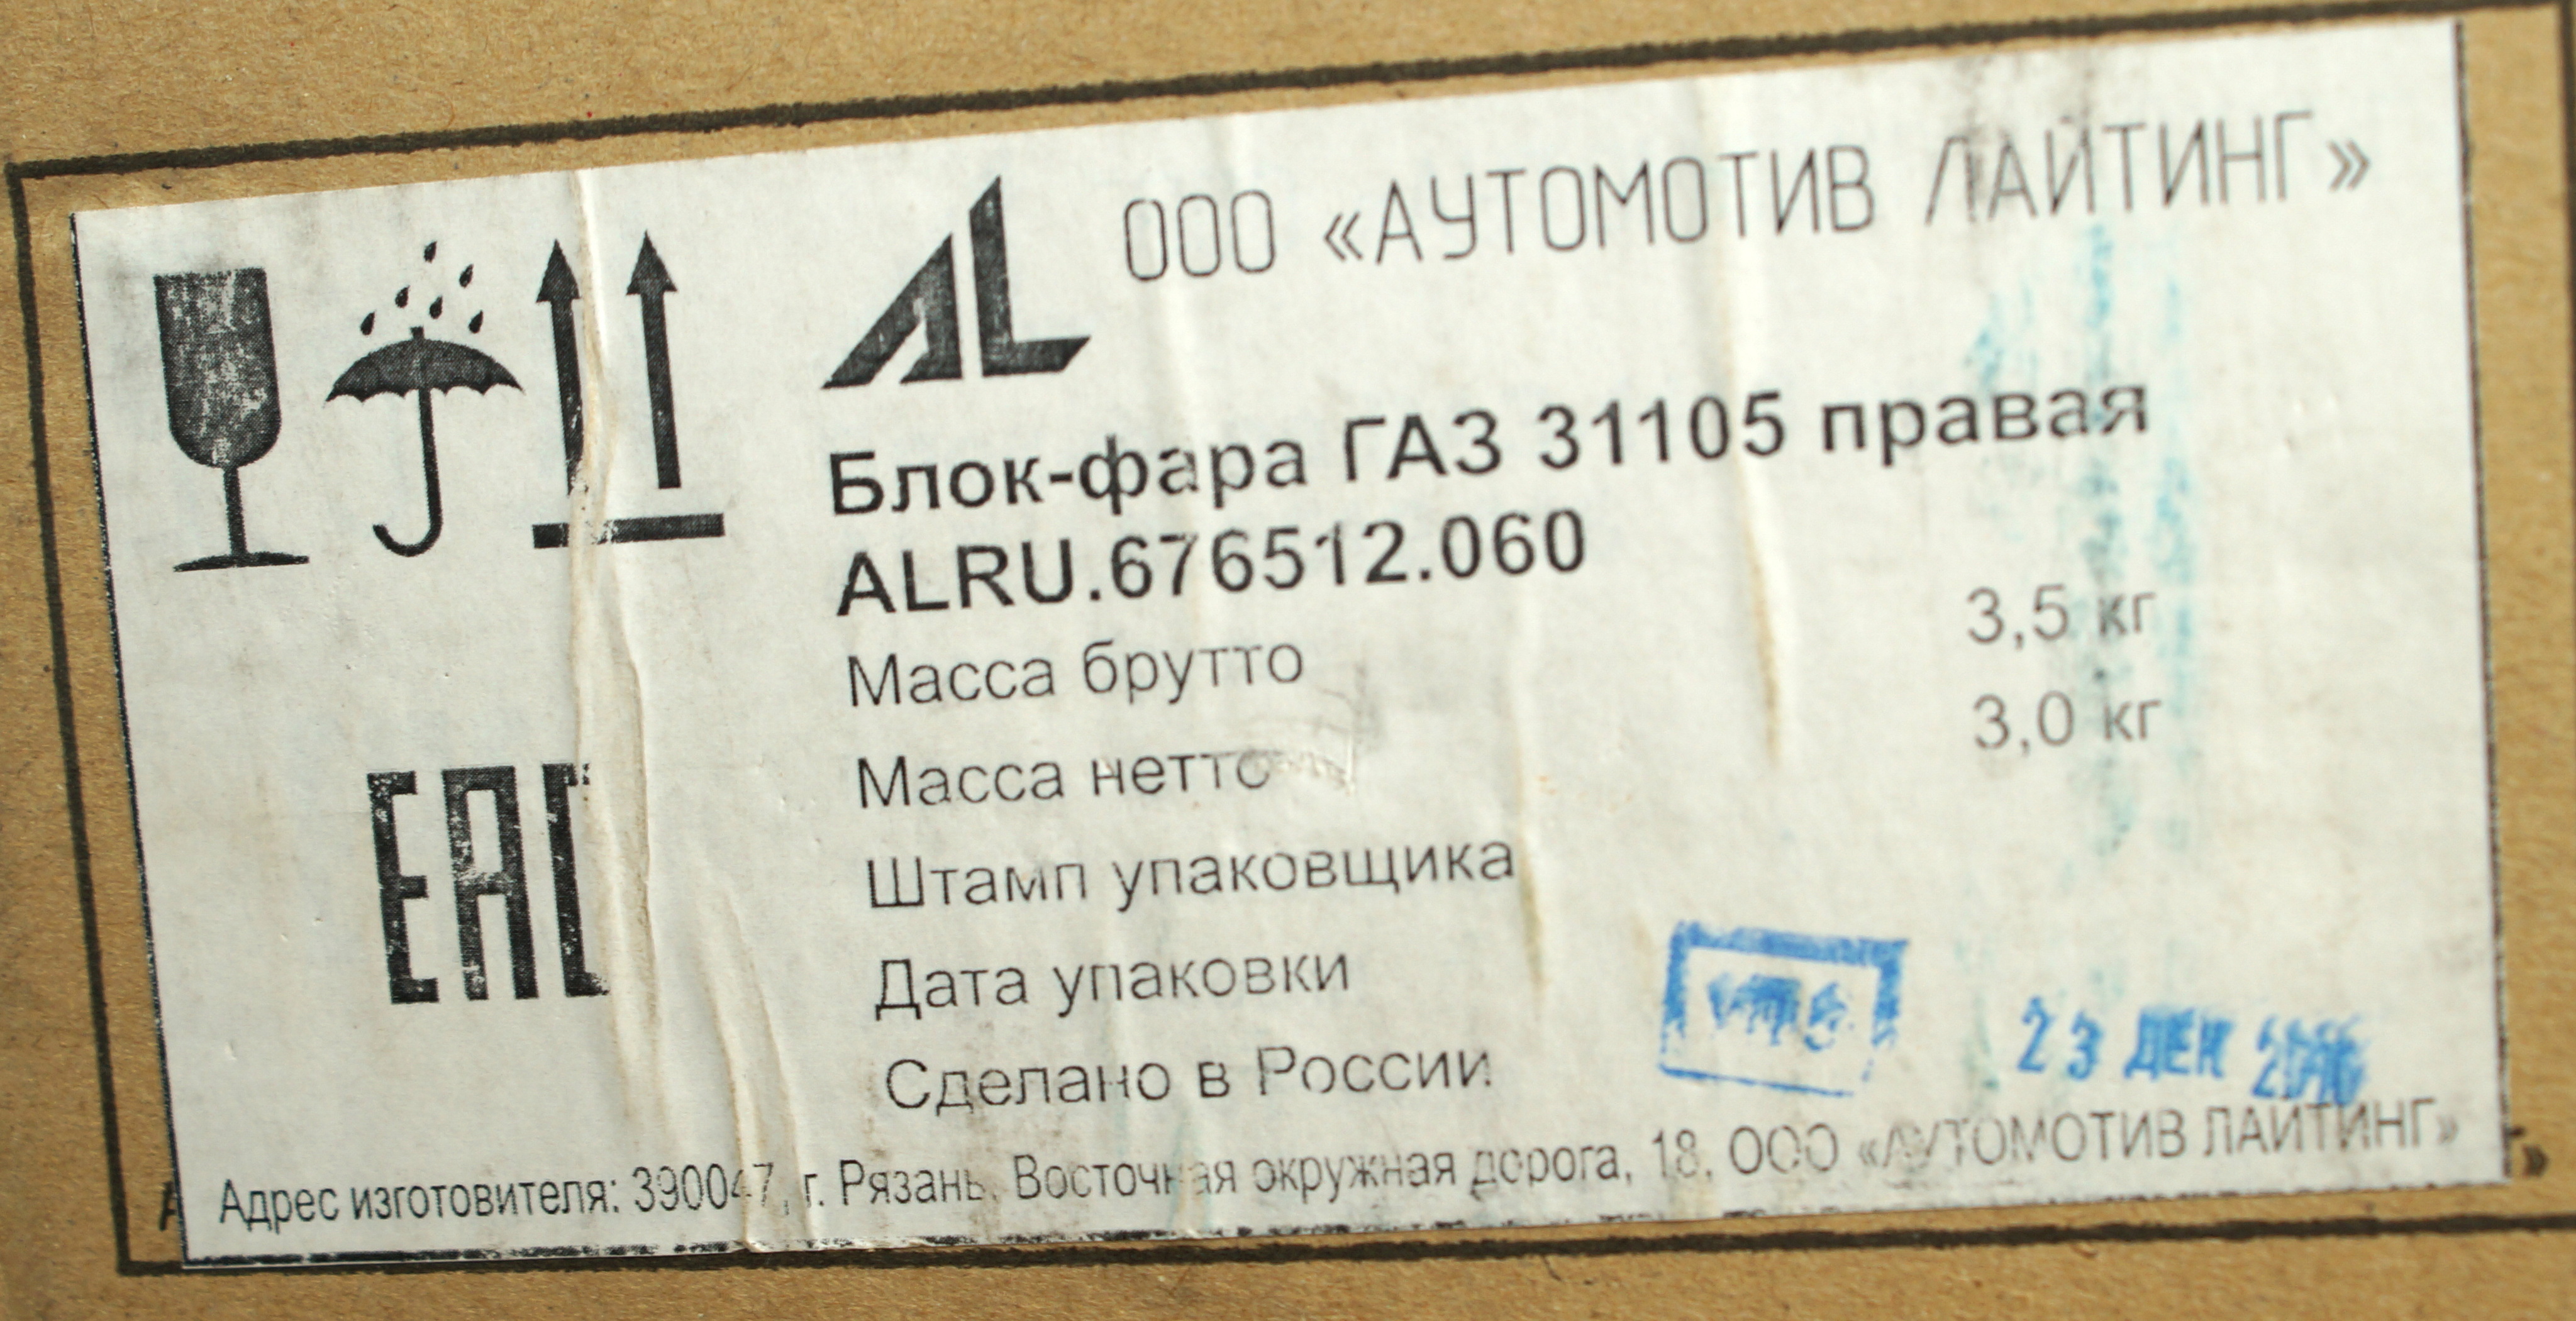 AL ООО «АУТОМОТИВ ЛАЙТИНГ»
Блок-фара ГАЗ 31105 правая
ALRU.676512.060
Масса брутто 3,5 кг
Масса нетто 3,0 кг
EAC
Штамп упаковщика
Дата упаковки
23 ДЕК
Сделано в России
Адрес изготовителя: 390047, г. Рязань, Восточная окружная дорога, 18, ООО «АУТОМОТИВ ЛАЙТИНГ»